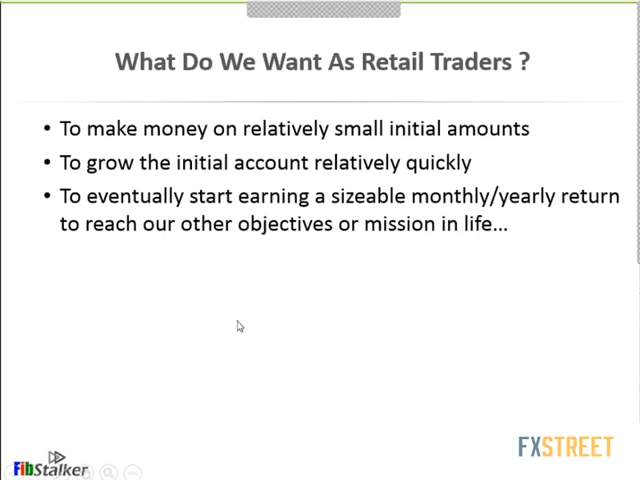 What Do We Want As Retail Traders ?
• To make money on relatively small initial amounts
• To grow the initial account relatively quickly
• To eventually start earning a sizeable monthly/yearly return
to reach our other objectives or mission in life...
FXSTREET
FibStalker